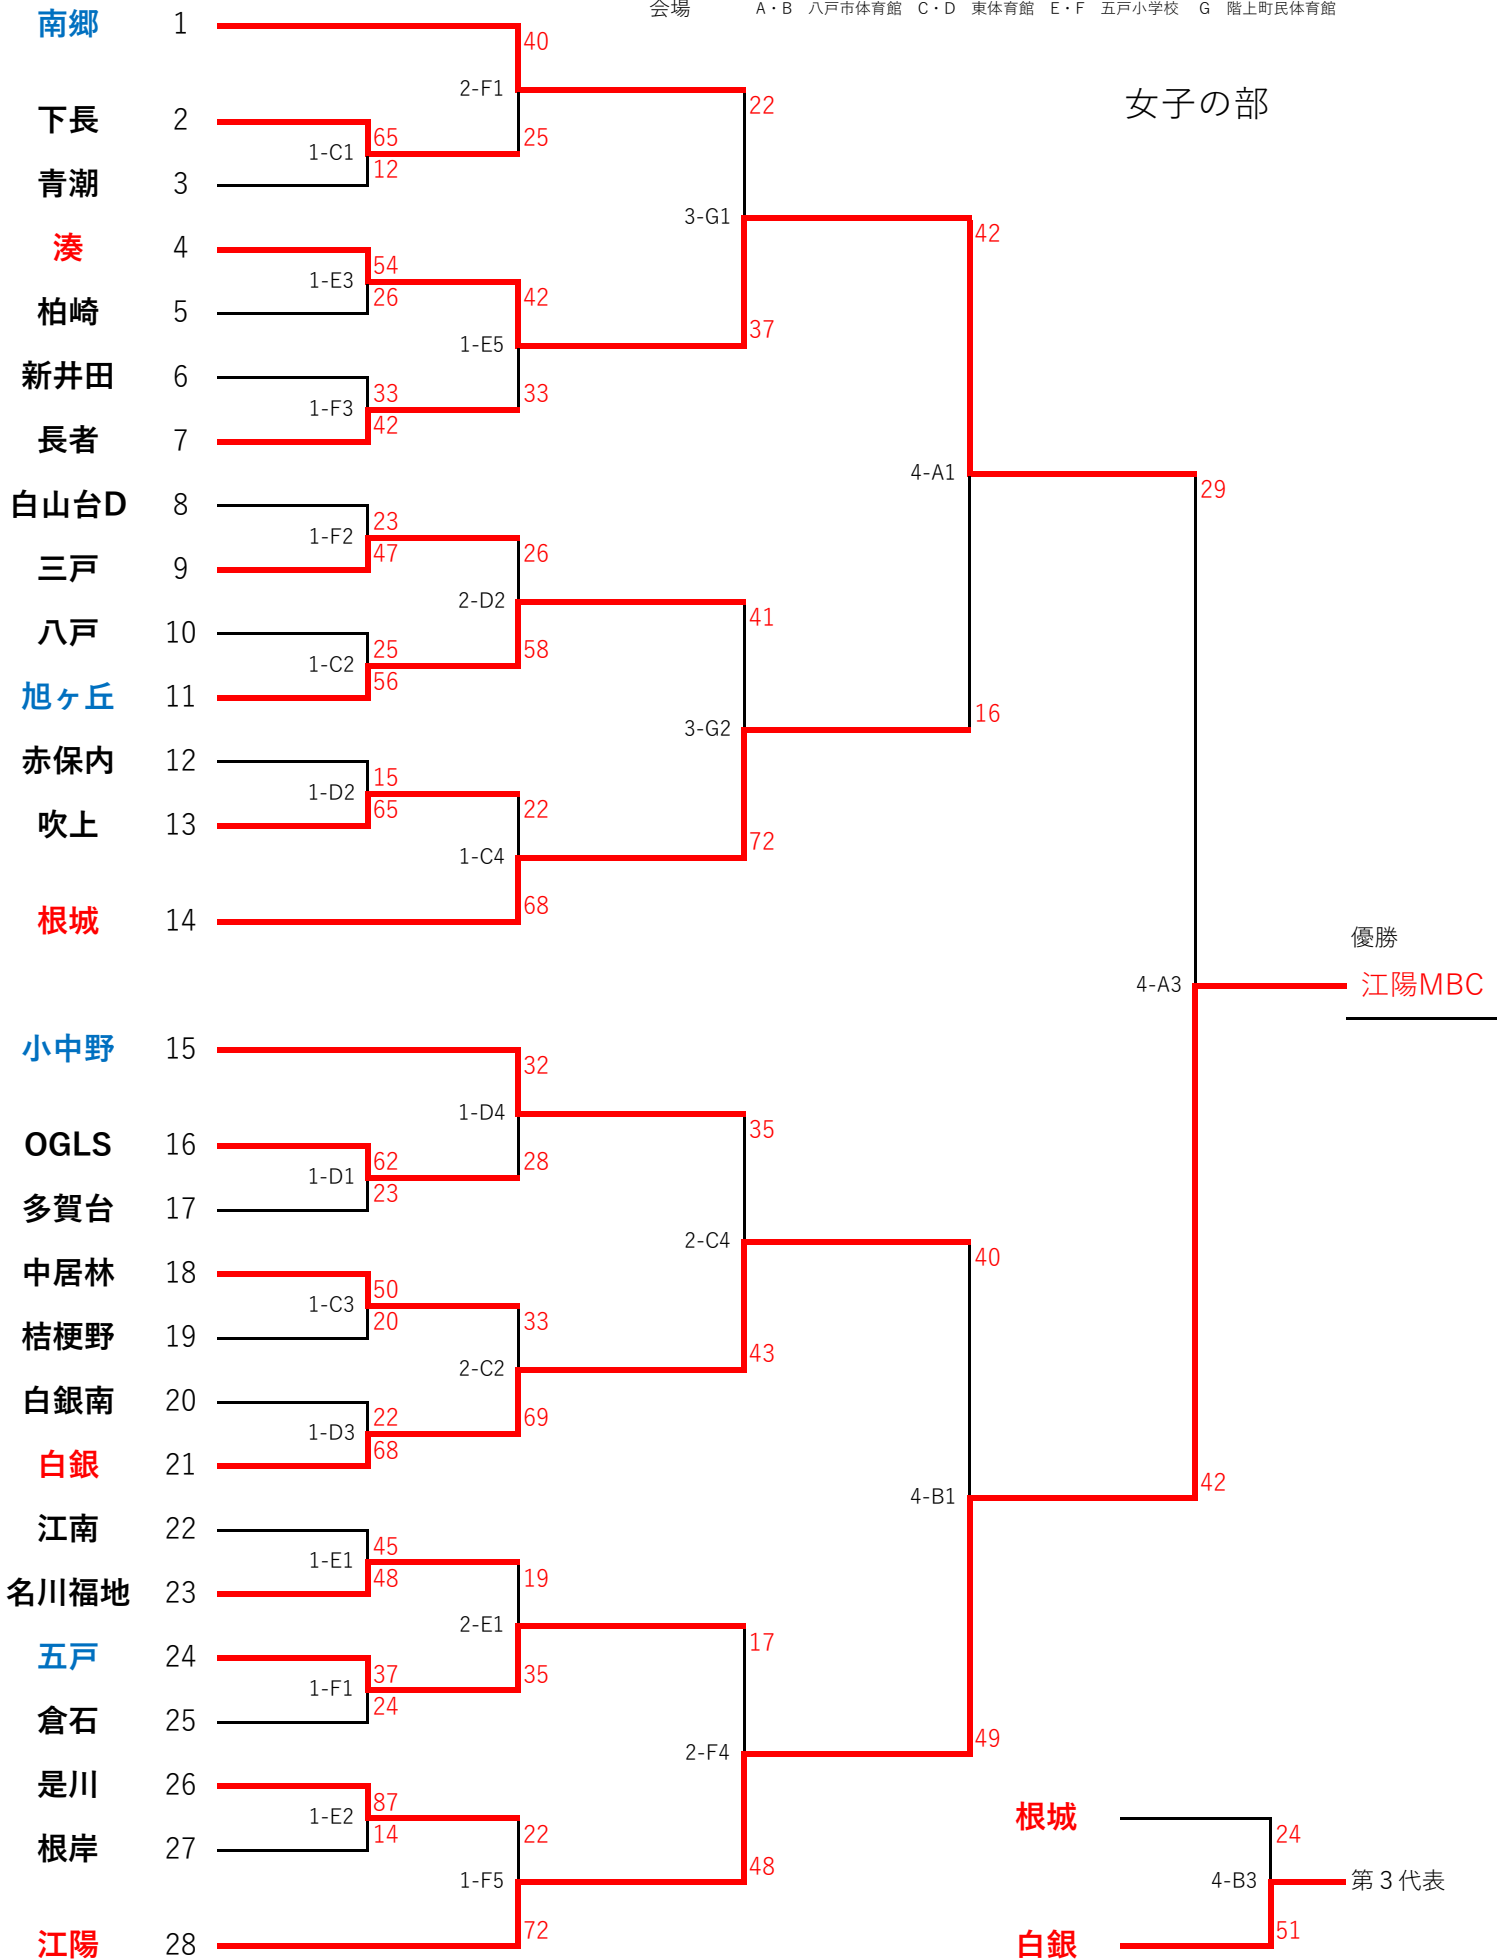 会場　A・B　八戸市体育館　C・D　東体育館　E・F　五戸小学校　G　階上町民体育館
女子の部
南郷 1
40
2-F1
22
下長 2
65
25
1-C1
12
青潮 3
3-G1
42
湊 4
54
1-E3
26
42
柏崎 5
37
1-E5
新井田 6
33
33
1-F3
42
長者 7
4-A1
29
白山台D 8
23
1-F2
47
26
三戸 9
2-D2
41
八戸 10
25
58
1-C2
56
旭ヶ丘 11
16
3-G2
赤保内 12
15
1-D2
65
22
吹上 13
72
1-C4
68
根城 14
優勝
4-A3
江陽MBC
小中野 15
32
1-D4
35
OGLS 16
62
28
1-D1
23
多賀台 17
2-C4
40
中居林 18
50
1-C3
20
33
桔梗野 19
43
2-C2
白銀南 20
22
69
1-D3
68
白銀 21
42
4-B1
江南 22
45
1-E1
48
19
名川福地 23
2-E1
17
五戸 24
37
35
1-F1
24
倉石 25
49
2-F4
是川 26
87
1-E2
14
22
根岸 27
48
1-F5
72
江陽 28
根城
24
4-B3
第３代表
51
白銀